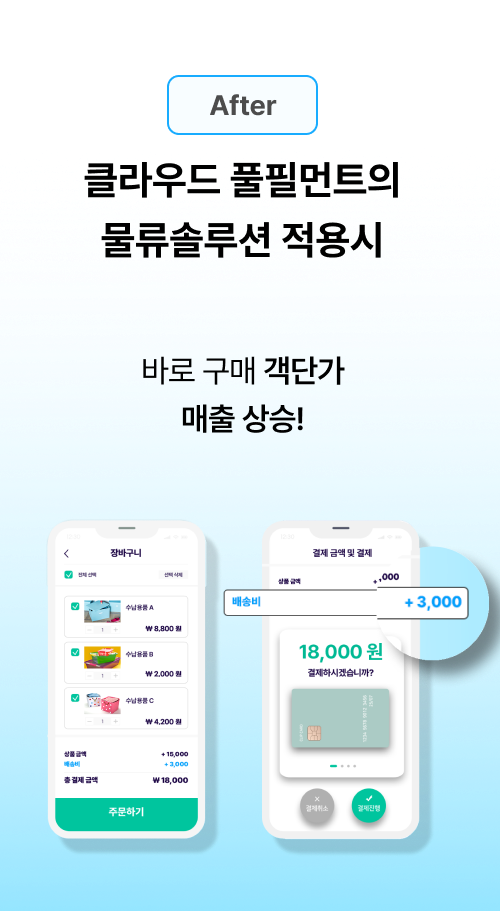 After
클라우드 풀필먼트의
물류솔루션 적용시
바로 구매 객단가
매출 상승!
장바구니
전체 선택
선택 삭제
수납용품 A
- 1 +
₩ 8,800 원
수납용품 B
- 1 +
₩ 2,000 원
수납용품 C
- 1 +
₩ 4,200 원
상품 금액 + 15,000
배송비 + 3,000
총 결제 금액 ₩ 18,000
주문하기
결제 금액 및 결제
상품 금액
,000
배송비 + 3,000
18,000 원
결제하시겠습니까?
결제취소
결제진행